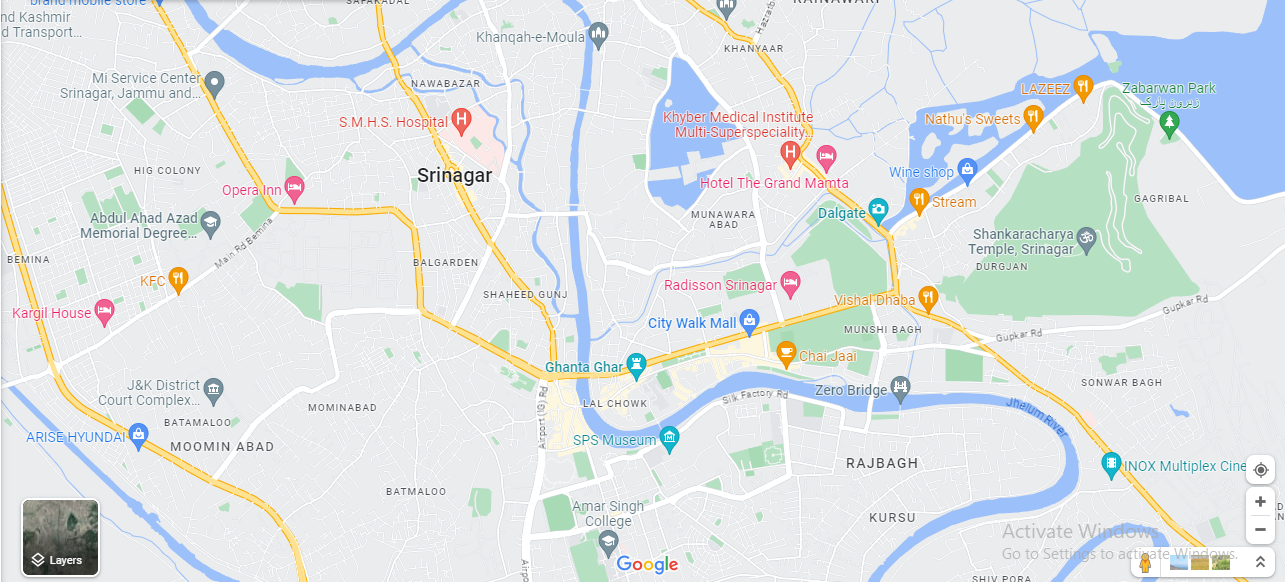 brand mobile store
SAFAKADAL
RAINAWARI
nd Kashmir
d Transport...
Khanqah-e-Moula
KHANYAAR
Mi Service Center
Srinagar, Jammu and...
NAWABAZAR
LAZEEZ
Zabarwan Park
زبرون پارک
S.M.H.S. Hospital
Khyber Medical Institute
Multi-Superspeciality...
Nathu's Sweets
HIG COLONY
Srinagar
Wine shop
Opera Inn
Hotel The Grand Mamta
Stream
GAGRIBAL
Abdul Ahad Azad
Memorial Degree...
MUNAWARA
ABAD
Dalgate
Shankaracharya
Temple, Srinagar
Main Rd Bemina
BEMINA
BALGARDEN
DURGJAN
KFC
Radisson Srinagar
SHAHEED GUNJ
Vishal Dhaba
Gupkar Rd
Kargil House
City Walk Mall
MUNSHI BAGH
Gupkar Rd
Chai Jaai
Ghanta Ghar
J&K District
Court Complex...
Zero Bridge
SONWAR BAGH
MOMINABAD
Airport (IG) Rd
LAL CHOWK
Silk Factory Rd
Jhelum River
BATAMALOO
ARISE HYUNDAI
MOOMIN ABAD
SPS Museum
RAJBAGH
INOX Multiplex Cine
BATMALOO
Amar Singh
College
KURSU
Activate Windows
Go to Settings to activate Windows.
Layers
Google
Airport
SHIV PORA